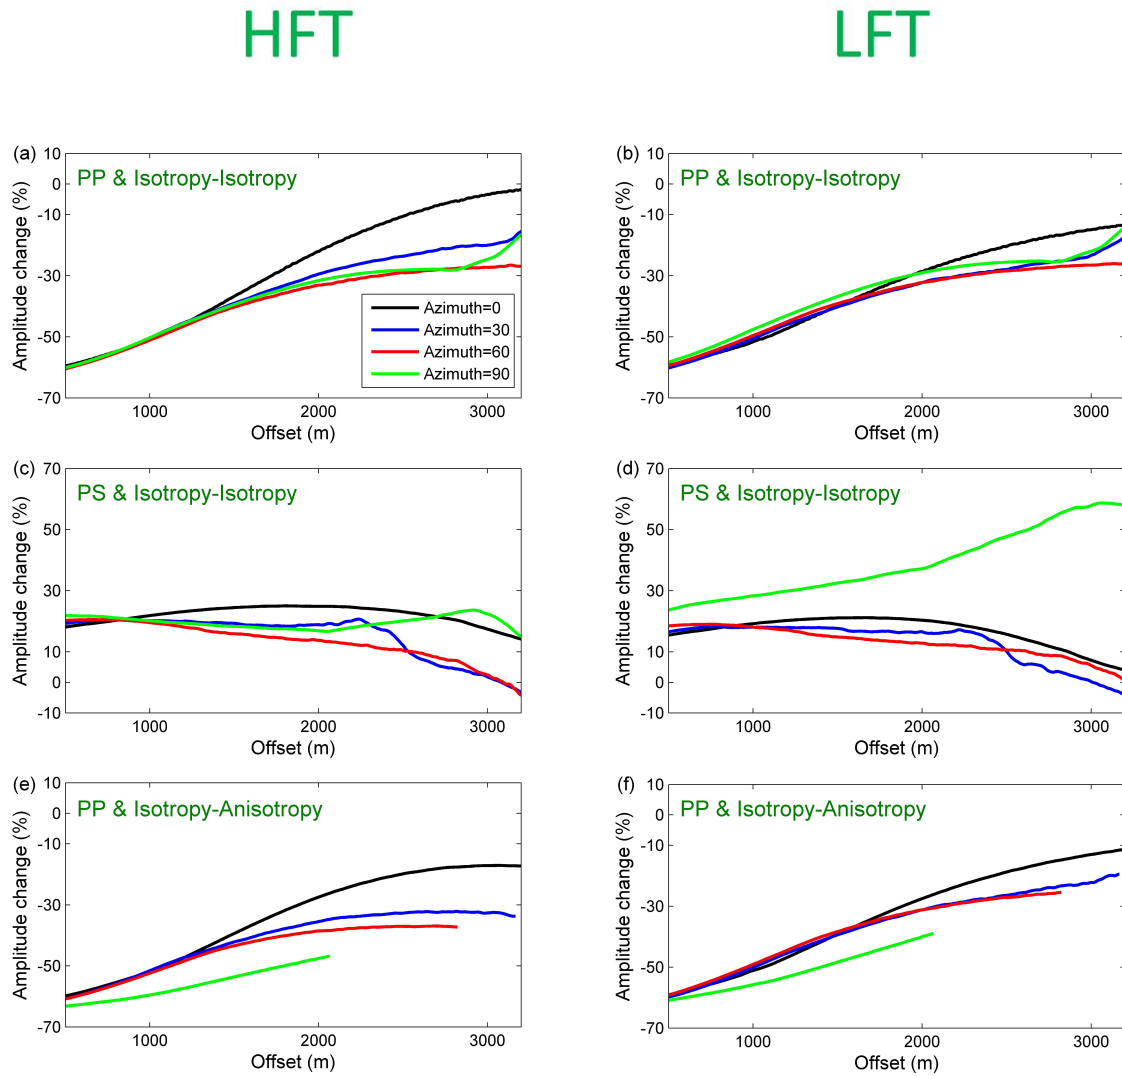 HFT
LFT
(a)
10
0
-10
-30
-50
-70
Amplitude change (%)
PP & Isotropy-Isotropy
Azimuth=0
Azimuth=30
Azimuth=60
Azimuth=90
1000
2000
3000
Offset (m)
(b)
10
0
-10
-30
-50
-70
Amplitude change (%)
PP & Isotropy-Isotropy
1000
2000
3000
Offset (m)
(c)
70
50
30
10
0
-10
Amplitude change (%)
PS & Isotropy-Isotropy
1000
2000
3000
Offset (m)
(d)
70
50
30
10
0
-10
Amplitude change (%)
PS & Isotropy-Isotropy
1000
2000
3000
Offset (m)
(e)
10
0
-10
-30
-50
-70
Amplitude change (%)
PP & Isotropy-Anisotropy
1000
2000
3000
Offset (m)
(f)
10
0
-10
-30
-50
-70
Amplitude change (%)
PP & Isotropy-Anisotropy
1000
2000
3000
Offset (m)